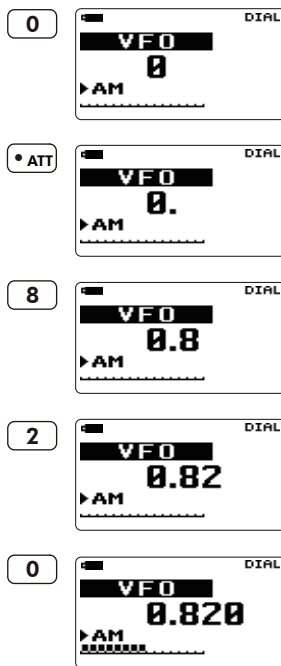 0
DIAL
VFO
0
▶AM
• ATT
DIAL
VFO
0.
▶AM
8
DIAL
VFO
0.8
▶AM
2
DIAL
VFO
0.82
▶AM
0
DIAL
VFO
0.820
▶AM